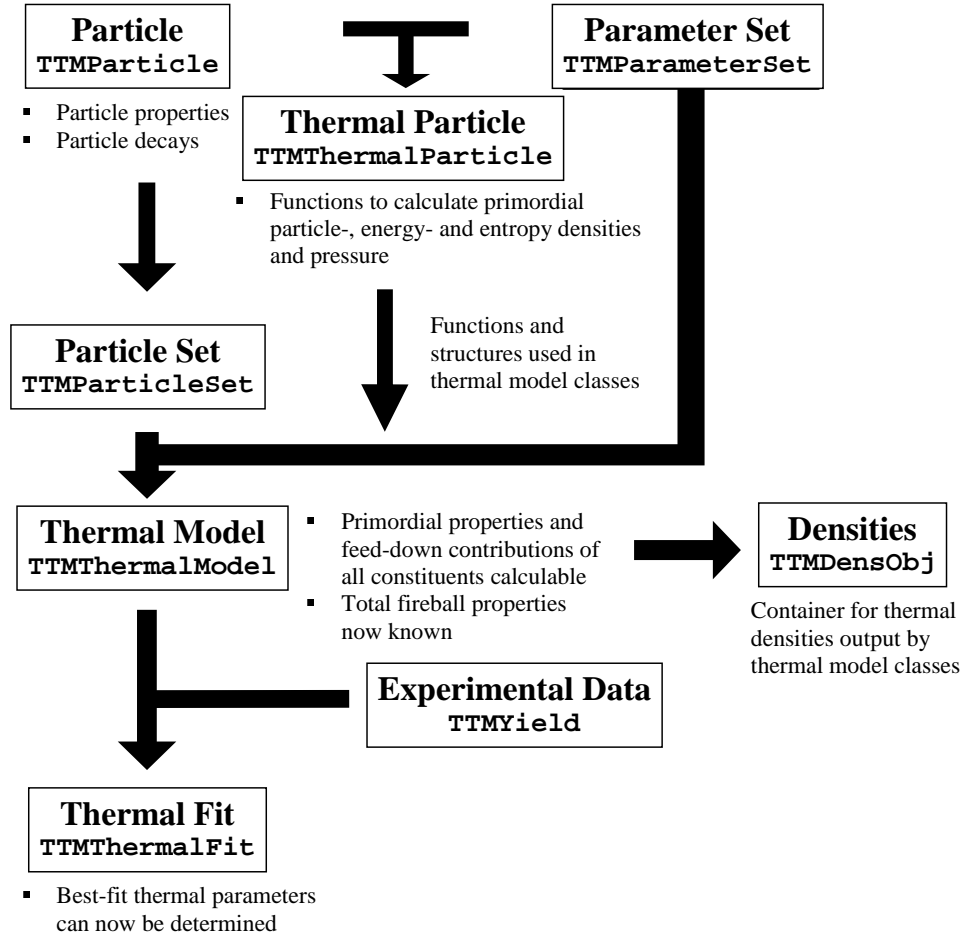 Particle
TTMParticle
▪ Particle properties
▪ Particle decays
Parameter Set
TTMParameterSet
Thermal Particle
TTMThermalParticle
▪ Functions to calculate primordial
particle-, energy- and entropy densities
and pressure
Functions and
structures used in
thermal model classes
Particle Set
TTMParticleSet
Thermal Model
TTMThermalModel
▪ Primordial properties and
feed-down contributions of
all constituents calculable
▪ Total fireball properties
now known
Densities
TTMDensObj
Container for thermal
densities output by
thermal model classes
Experimental Data
TTMYield
Thermal Fit
TTMThermalFit
▪ Best-fit thermal parameters
can now be determined